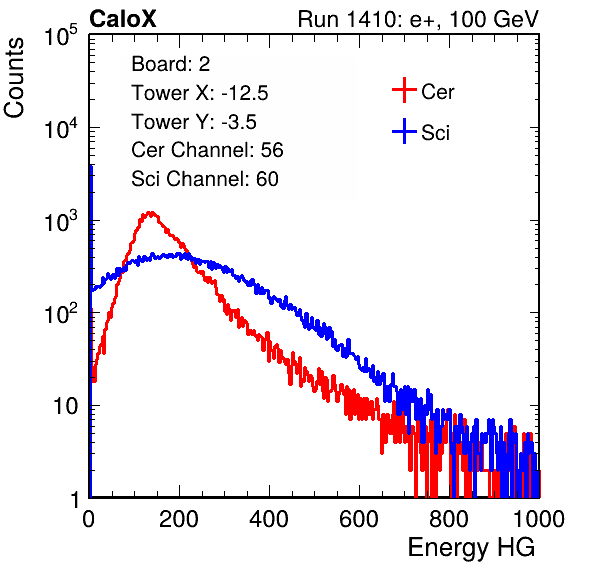 CaloX Run 1410: e+, 100 GeV
Board: 2
Tower X: -12.5
Tower Y: -3.5
Cer Channel: 56
Sci Channel: 60
Cer
Sci
Counts
10^5
10^4
10^3
10^2
10
1
0 200 400 600 800 1000
Energy HG